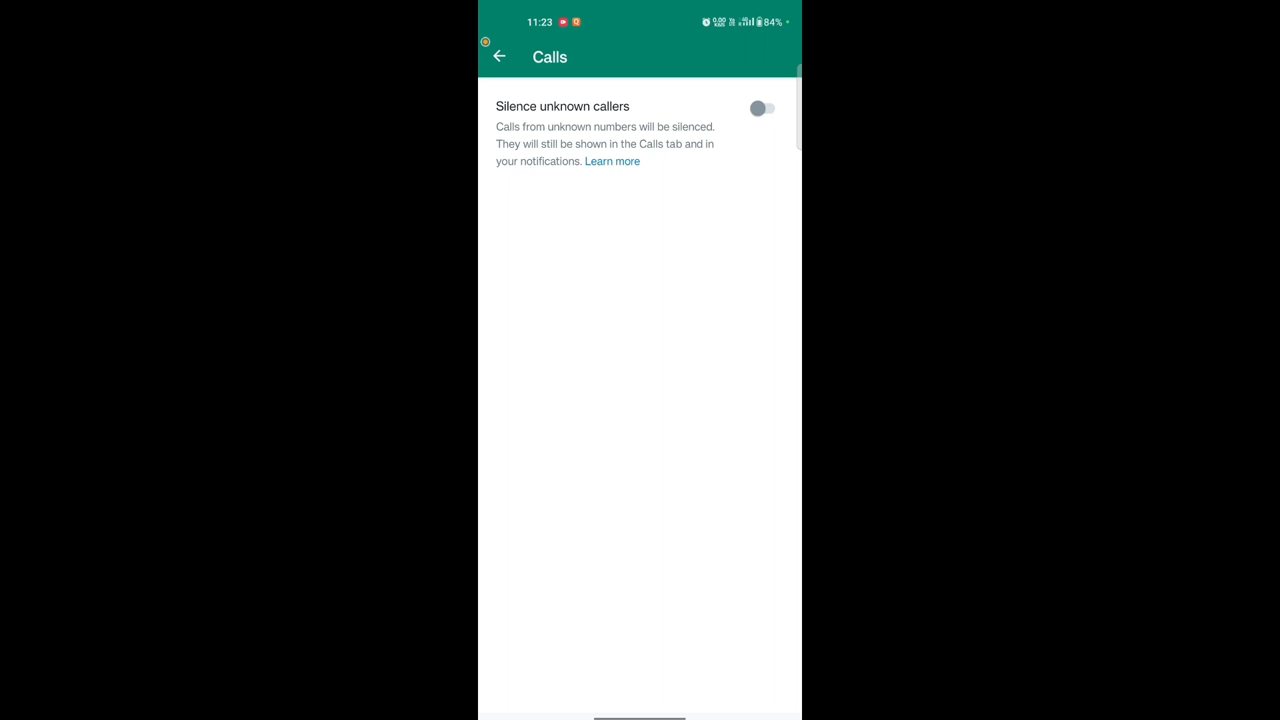 11:23 84%
Calls
Silence unknown callers
Calls from unknown numbers will be silenced.
They will still be shown in the Calls tab and in
your notifications. Learn more